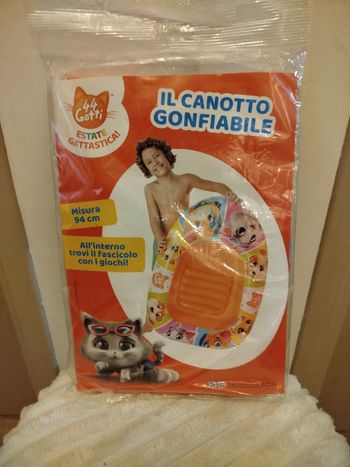 44
Gatti
ESTATE
GATTASTICA!
IL CANOTTO
GONFIABILE
Misura
94 cm
All'interno
trovi il fascicolo
con i giochi!